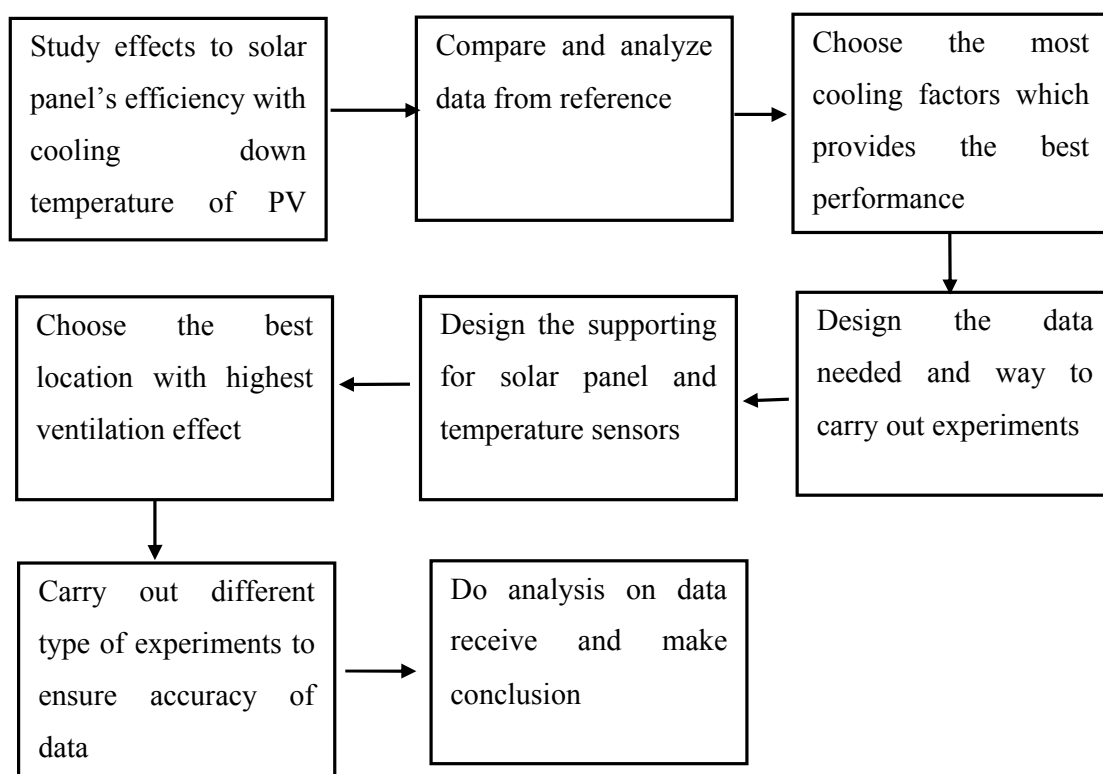 Study effects to solar
panel’s efficiency with
cooling down
temperature of PV
Compare and analyze
data from reference
Choose the most
cooling factors which
provides the best
performance
Design the data
needed and way to
carry out experiments
Design the supporting
for solar panel and
temperature sensors
Choose the best
location with highest
ventilation effect
Carry out different
type of experiments to
ensure accuracy of
data
Do analysis on data
receive and make
conclusion